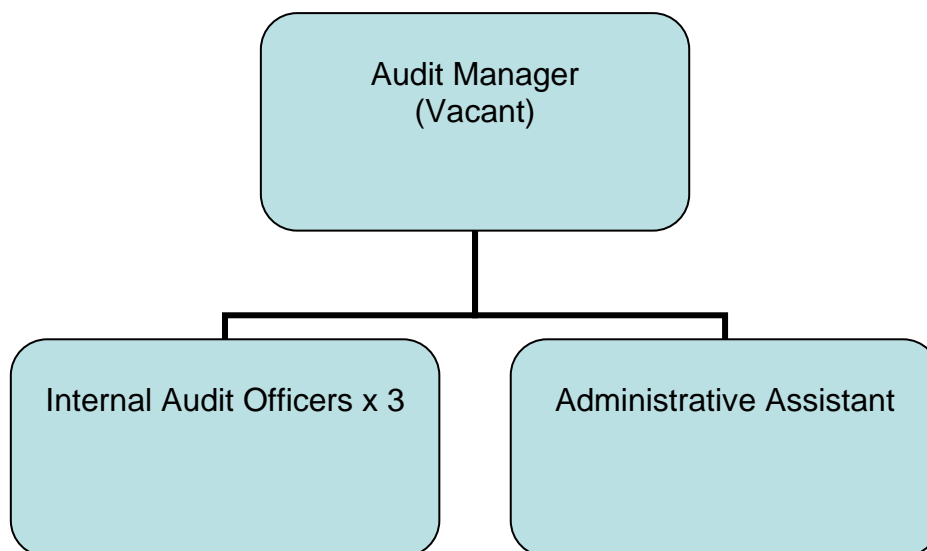 Audit Manager
(Vacant)
Internal Audit Officers x 3
Administrative Assistant